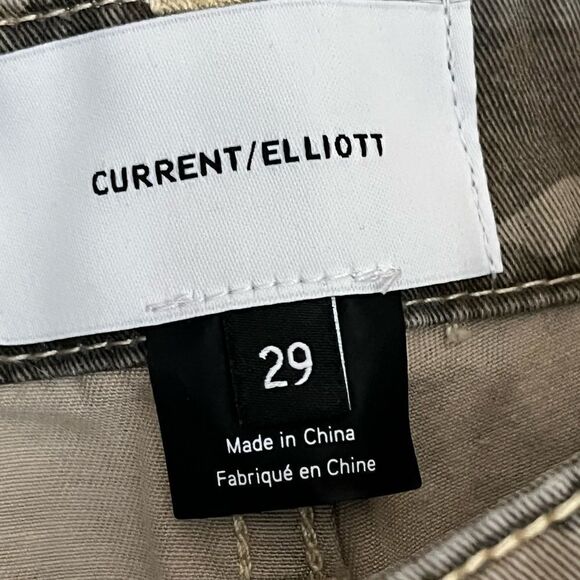 CURRENT/ELLIOTT
29
Made in China
Fabriqué en Chine